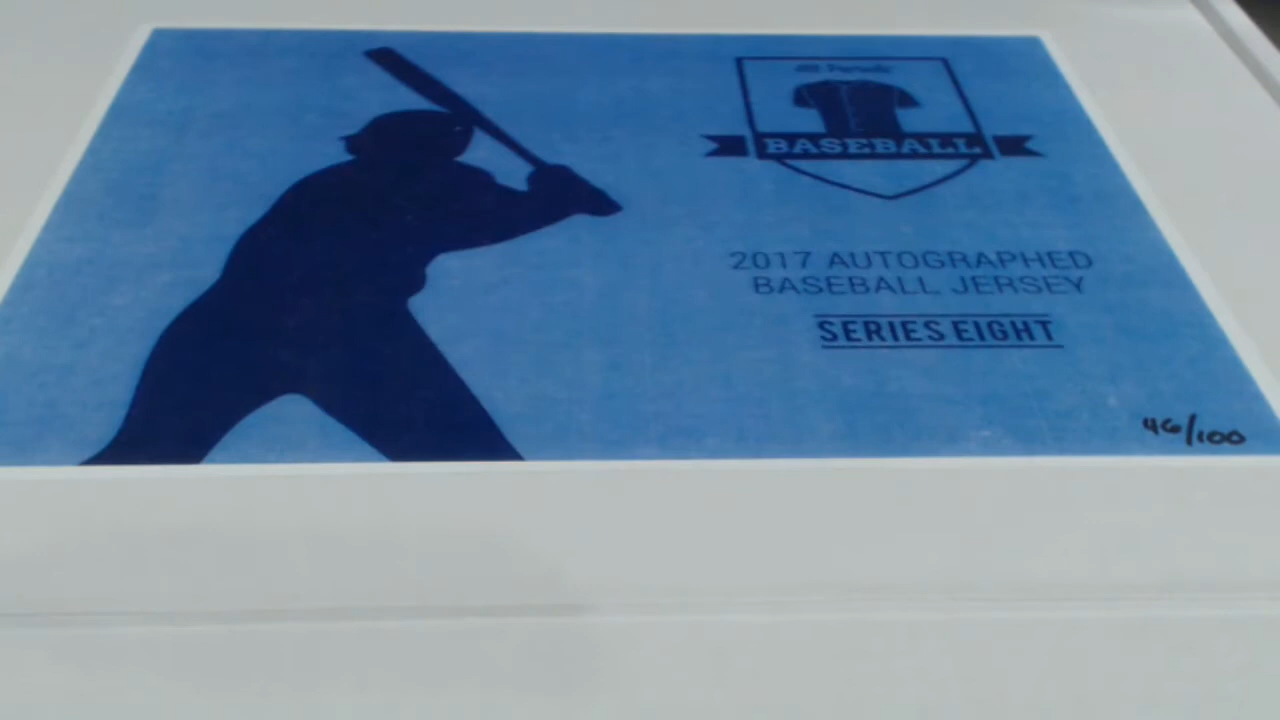 BASEBALL
2017 AUTOGRAPHED
BASEBALL JERSEY
SERIES EIGHT
46/100